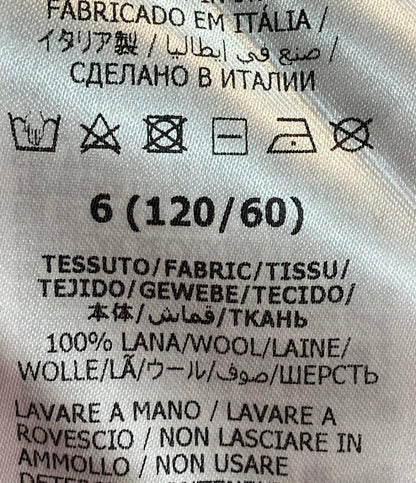 FABRICADO EM ITÁLIA /
イタリア製 / صنع في إيطاليا /
СДЕЛАНО В ИТАЛИИ
6 (120/60)
TESSUTO/FABRIC/TISSU/
TEJIDO/GEWEBE/TECIDO/
本体/قماش/ТКАНЬ
100% LANA/WOOL/LAINE/
WOLLE/LÃ/ウール/صوف/ШЕРСТЬ
LAVARE A MANO / LAVARE A
ROVESCIO / NON LASCIARE IN
AMMOLLO / NON USARE